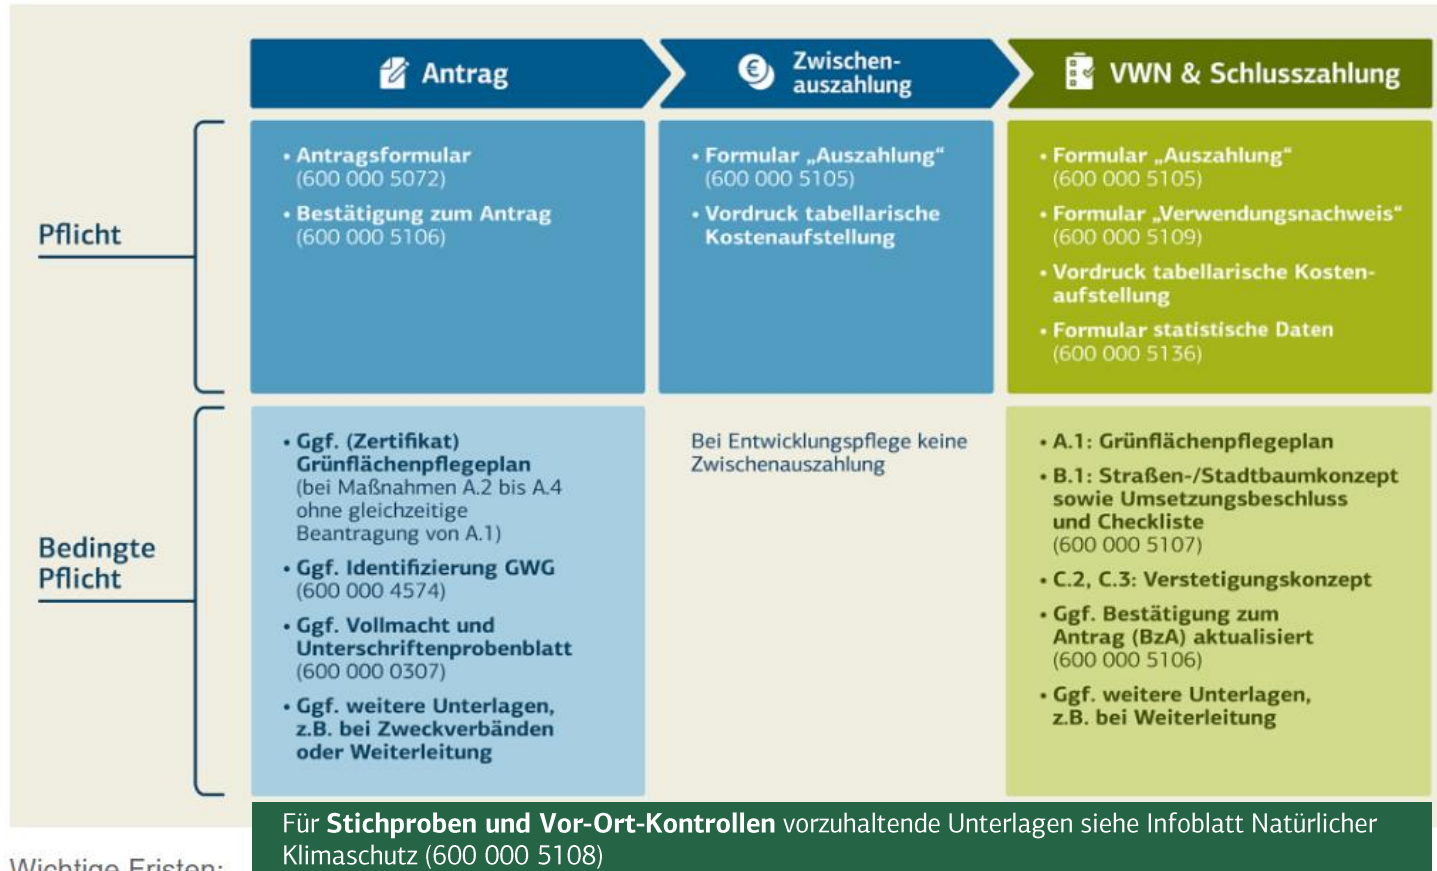 Antrag
Zwischen-
auszahlung
VWN & Schlusszahlung
Pflicht
• Antragsformular
(600 000 5072)
• Bestätigung zum Antrag
(600 000 5106)
• Formular „Auszahlung“
(600 000 5105)
• Vordruck tabellarische
Kostenaufstellung
• Formular „Auszahlung“
(600 000 5105)
• Formular „Verwendungsnachweis“
(600 000 5109)
• Vordruck tabellarische Kosten-
aufstellung
• Formular statistische Daten
(600 000 5136)
Bedingte
Pflicht
• Ggf. (Zertifikat)
Grünflächenpflegeplan
(bei Maßnahmen A.2 bis A.4
ohne gleichzeitige
Beantragung von A.1)
• Ggf. Identifizierung GWG
(600 000 4574)
• Ggf. Vollmacht und
Unterschriftenprobenblatt
(600 000 0307)
• Ggf. weitere Unterlagen,
z.B. bei Zweckverbänden
oder Weiterleitung
Bei Entwicklungspflege keine
Zwischenauszahlung
• A.1: Grünflächenpflegeplan
• B.1: Straßen-/Stadtbaumkonzept
sowie Umsetzungsbeschluss
und Checkliste
(600 000 5107)
• C.2, C.3: Verstetigungskonzept
• Ggf. Bestätigung zum
Antrag (BzA) aktualisiert
(600 000 5106)
• Ggf. weitere Unterlagen,
z.B. bei Weiterleitung
Für Stichproben und Vor-Ort-Kontrollen vorzuhaltende Unterlagen siehe Infoblatt Natürlicher
Klimaschutz (600 000 5108)
Wichtige Fristen: